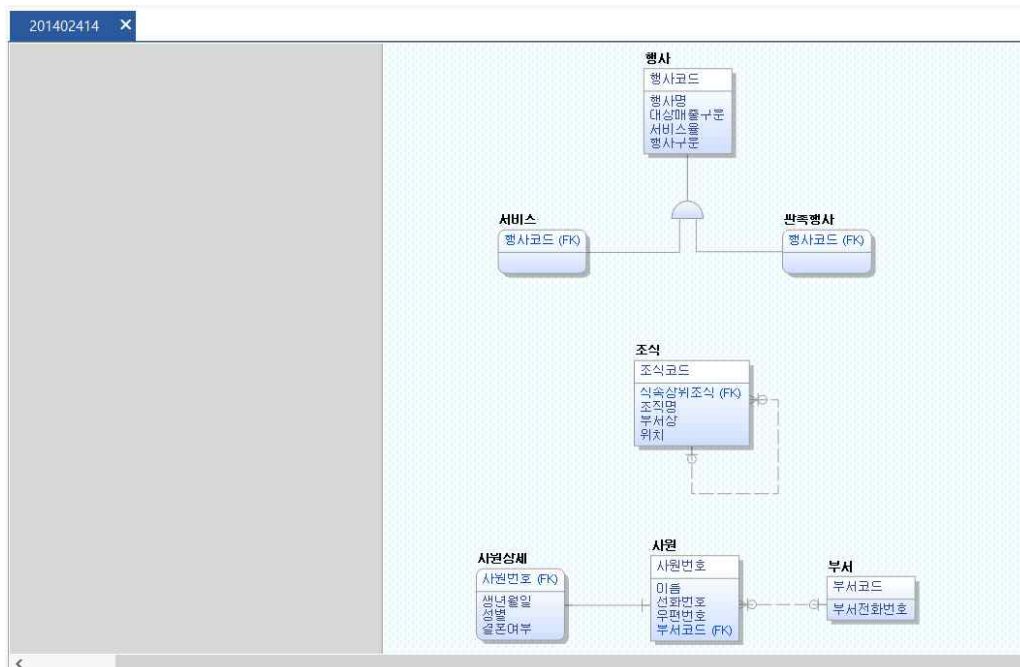 201402414
행사
행사코드
행사명
대상매출구분
서비스율
행사구분
서비스
행사코드 (FK)
판촉행사
행사코드 (FK)
조직
조직코드
직속상위조직 (FK)
조직명
부서장
위치
사원상세
사원번호 (FK)
생년월일
성별
결혼여부
사원
사원번호
이름
전화번호
우편번호
부서코드 (FK)
부서
부서코드
부서전화번호